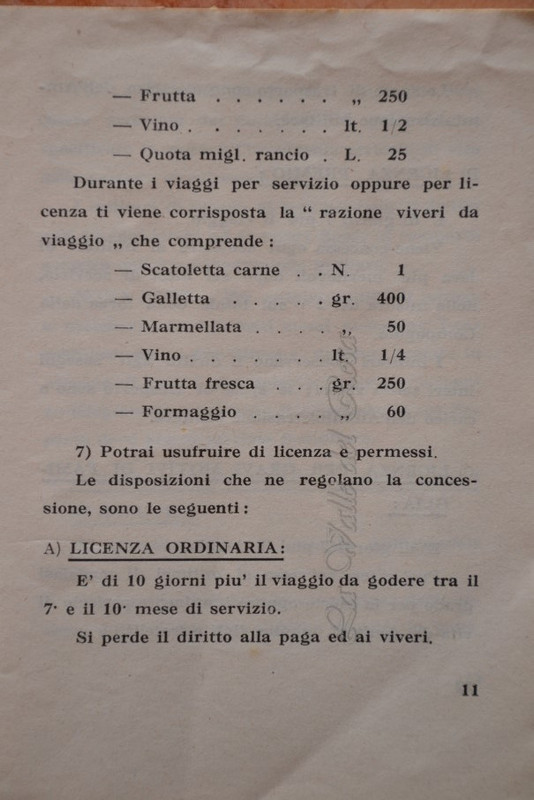 — Frutta . . . . . . „ 250
— Vino . . . . . . . lt. 1/2
— Quota migl. rancio . L. 25
Durante i viaggi per servizio oppure per li-
cenza ti viene corrisposta la “ razione viveri da
viaggio „ che comprende :
— Scatoletta carne . . N. 1
— Galletta . . . . . gr. 400
— Marmellata . . . . „ 50
— Vino . . . . . . . lt. 1/4
— Frutta fresca . . . gr. 250
— Formaggio . . . . „ 60
7) Potrai usufruire di licenza e permessi.
Le disposizioni che ne regolano la conces-
sione, sono le seguenti :
A) LICENZA ORDINARIA:
E' di 10 giorni piu' il viaggio da godere tra il
7· e il 10· mese di servizio.
Si perde il diritto alla paga ed ai viveri.
11